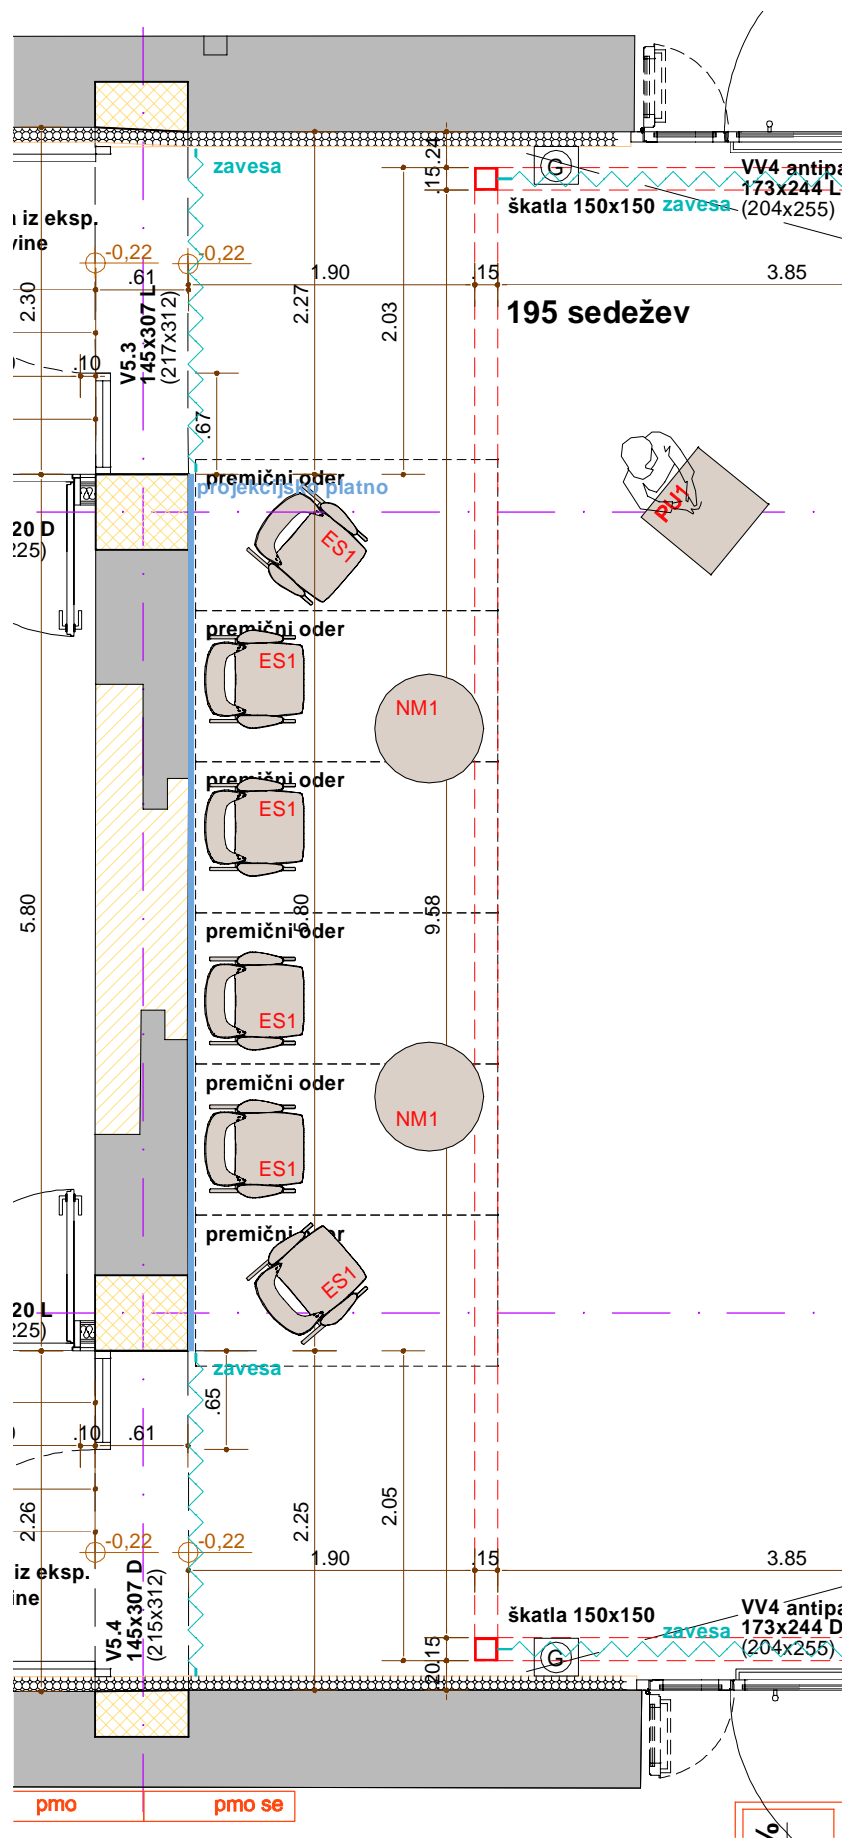 zavesa
.24
.15
G
VV4 antipa
173x244 L
(204x255)
škatla 150x150
zavesa
a iz eksp.
vine
-0,22
-0,22
.61
1.90
.15
3.85
2.30
V5.3
145x307 L
(217x312)
2.27
2.03
195 sedežev
.10
.67
premični oder
projekcijsko platno
PU1
20 D
225)
ES1
premični oder
ES1
NM1
premični oder
ES1
5.80
5.80
9.58
premični oder
ES1
premični oder
NM1
ES1
premični oder
ES1
20 L
225)
zavesa
.65
.10
.61
2.26
2.25
2.05
-0,22
-0,22
1.90
.15
3.85
iz eksp.
ine
V5.4
145x307 D
(215x312)
škatla 150x150
VV4 antipa
173x244 D
(204x255)
zavesa
.15
.20
G
pmo
pmo se
%